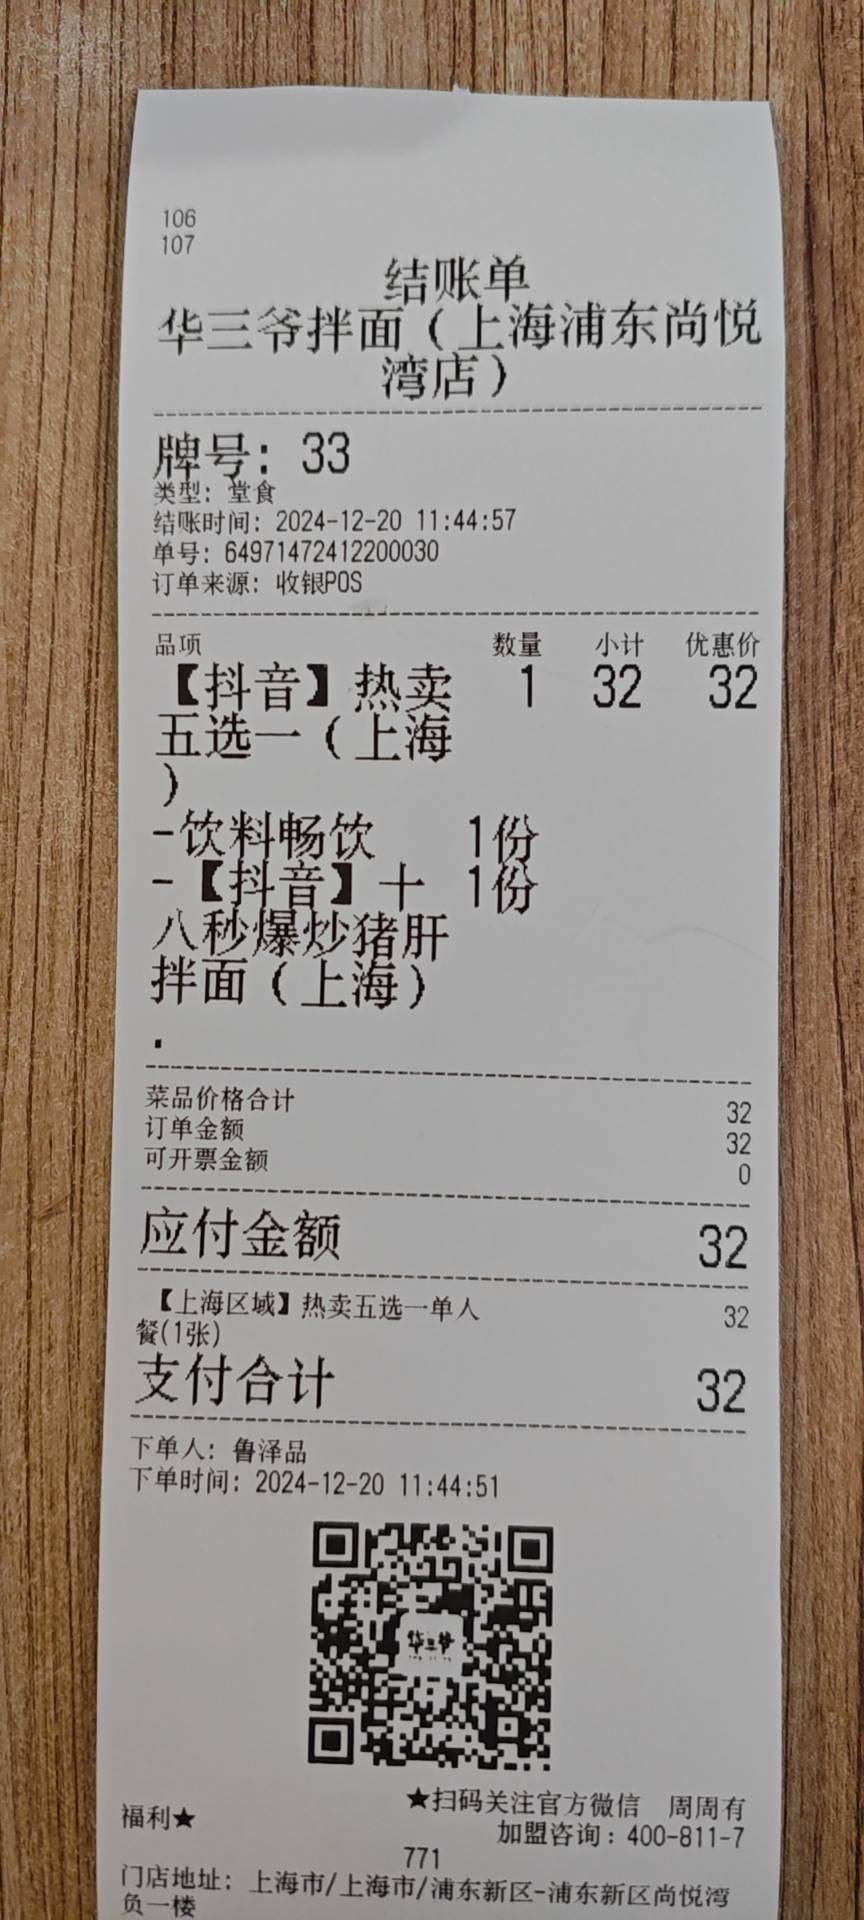 106
107
结账单
华三爷拌面（上海浦东尚悦
湾店）
牌号: 33
类型: 堂食
结账时间: 2024-12-20 11:44:57
单号: 64971472412200030
订单来源: 收银POS
品项 数量 小计 优惠价
【抖音】热卖 1 32 32
五选一（上海
）
-饮料畅饮 1份
-【抖音】十 1份
八秒爆炒猪肝
拌面（上海）
.
菜品价格合计 32
订单金额 32
可开票金额 0
应付金额 32
【上海区域】热卖五选一单人 32
餐(1张)
支付合计 32
下单人: 鲁泽品
下单时间: 2024-12-20 11:44:51
华三爷
★扫码关注官方微信 周周有
福利★
加盟咨询：400-811-7
771
门店地址: 上海市/上海市/浦东新区-浦东新区尚悦湾
负一楼